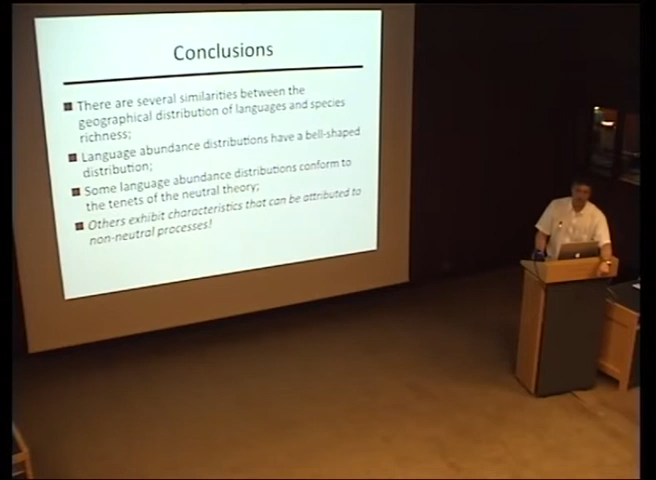 Conclusions
There are several similarities between the
geographical distribution of languages and species
richness;
Language abundance distributions have a bell-shaped
distribution;
Some language abundance distributions conform to
the tenets of the neutral theory;
Others exhibit characteristics that can be attributed to
non-neutral processes!